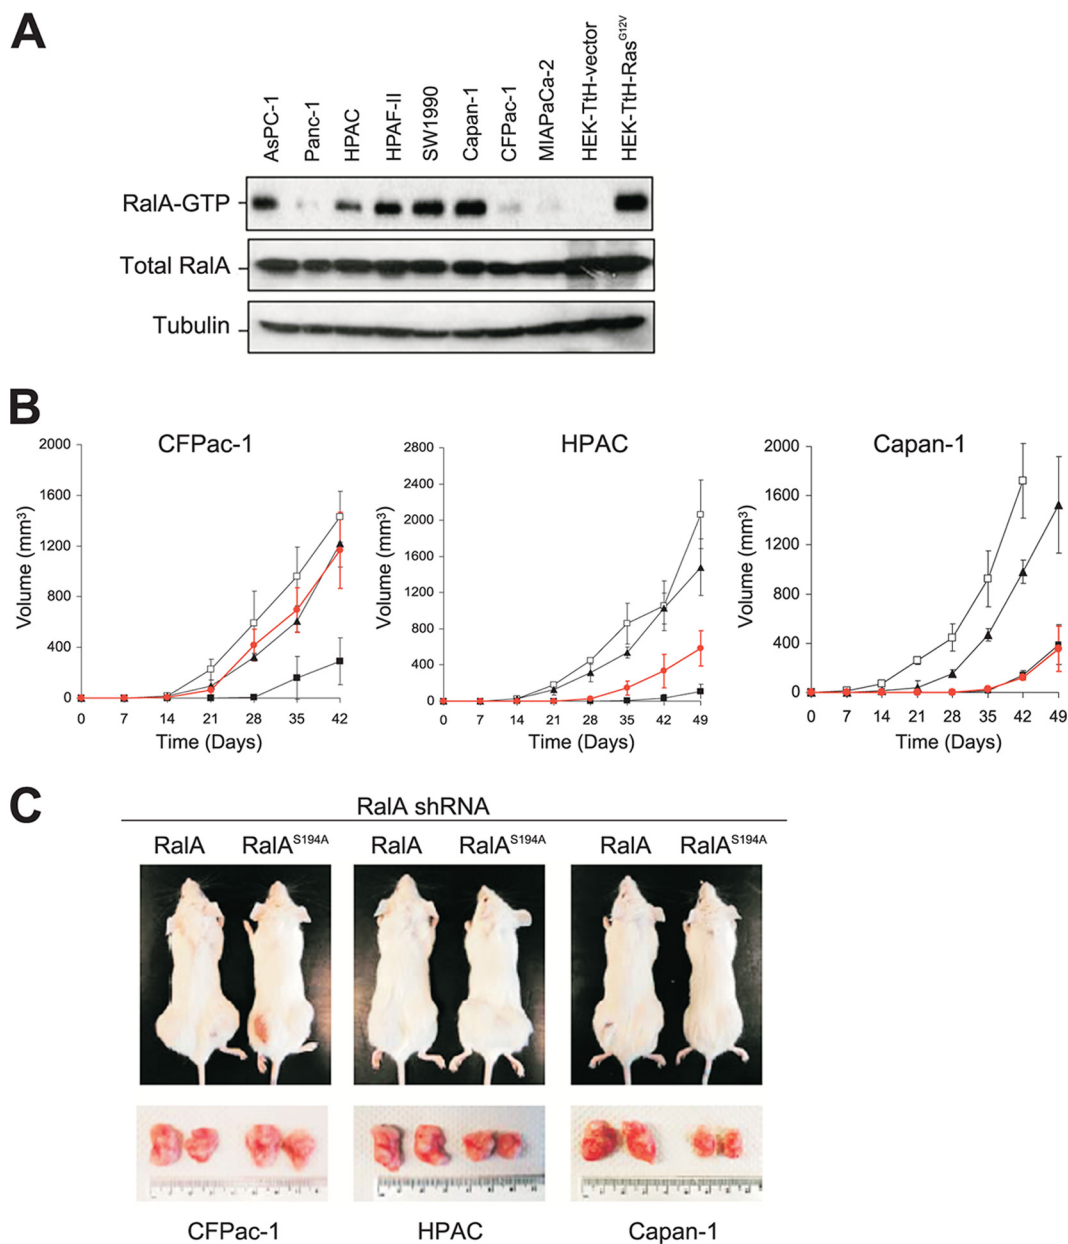 A
AsPC-1
Panc-1
HPAC
HPAF-II
SW1990
Capan-1
CFPac-1
MIAPaCa-2
HEK-TtH-vector
HEK-TtH-Ras^G12V
RalA-GTP
Total RalA
Tubulin
B
CFPac-1
HPAC
Capan-1
2000
1600
1200
800
400
0
Volume (mm³)
0 7 14 21 28 35 42
Time (Days)
2800
2400
2000
1600
1200
800
400
0
Volume (mm³)
0 7 14 21 28 35 42 49
Time (Days)
2000
1600
1200
800
400
0
Volume (mm³)
0 7 14 21 28 35 42 49
Time (Days)
C
RalA shRNA
RalA RalA^S194A RalA RalA^S194A RalA RalA^S194A
CFPac-1 HPAC Capan-1